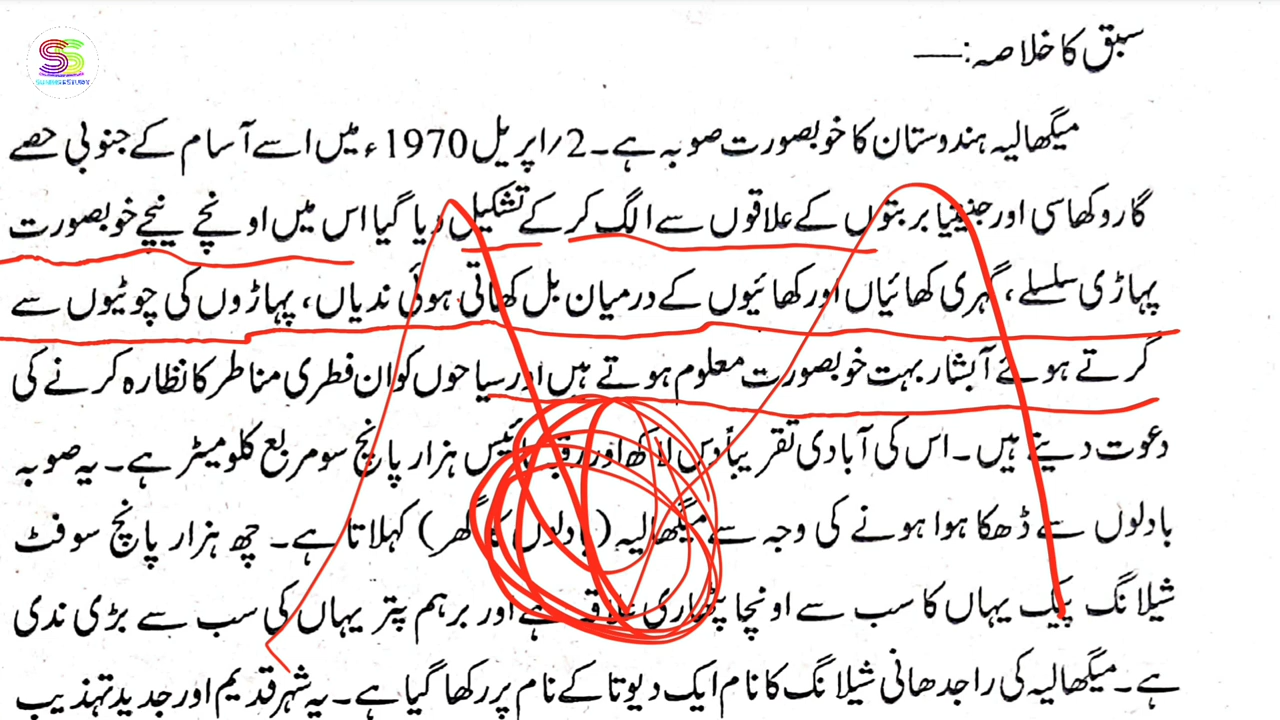 سبق کا خلاصہ:—
میگھالیہ ہندوستان کا خوبصورت صوبہ ہے۔ 2/اپریل 1970ء میں اسے آسام کے جنوبی حصے
گارو کھاسی اور جینتیا پربتوں کے علاقوں سے الگ کر کے تشکیل دیا گیا اس میں اونچے نیچے خوبصورت
پہاڑی سلسلے، گہری کھائیاں اور کھائیوں کے درمیان بل کھاتی ہوئی ندیاں، پہاڑوں کی چوٹیوں سے
گرتے ہوئے آبشار بہت خوبصورت معلوم ہوتے ہیں اور سیاحوں کو ان فطری مناظر کا نظارہ کرنے کی
دعوت دیتے ہیں۔ اس کی آبادی تقریباً دس لاکھ اور رقبہ بائیس ہزار پانچ سو مربع کلومیٹر ہے۔ یہ صوبہ
بادلوں سے ڈھکا ہوا ہونے کی وجہ سے میگھالیہ (بادلوں کا گھر) کہلاتا ہے۔ چھ ہزار پانچ سو فٹ
شیلانگ پیک یہاں کا سب سے اونچا پٹھاری علاقہ ہے اور برہم پتر یہاں کی سب سے بڑی ندی
ہے۔ میگھالیہ کی راجدھانی شیلانگ کا نام ایک دیوتا کے نام پر رکھا گیا ہے۔ یہ شہر قدیم اور جدید تہذیب